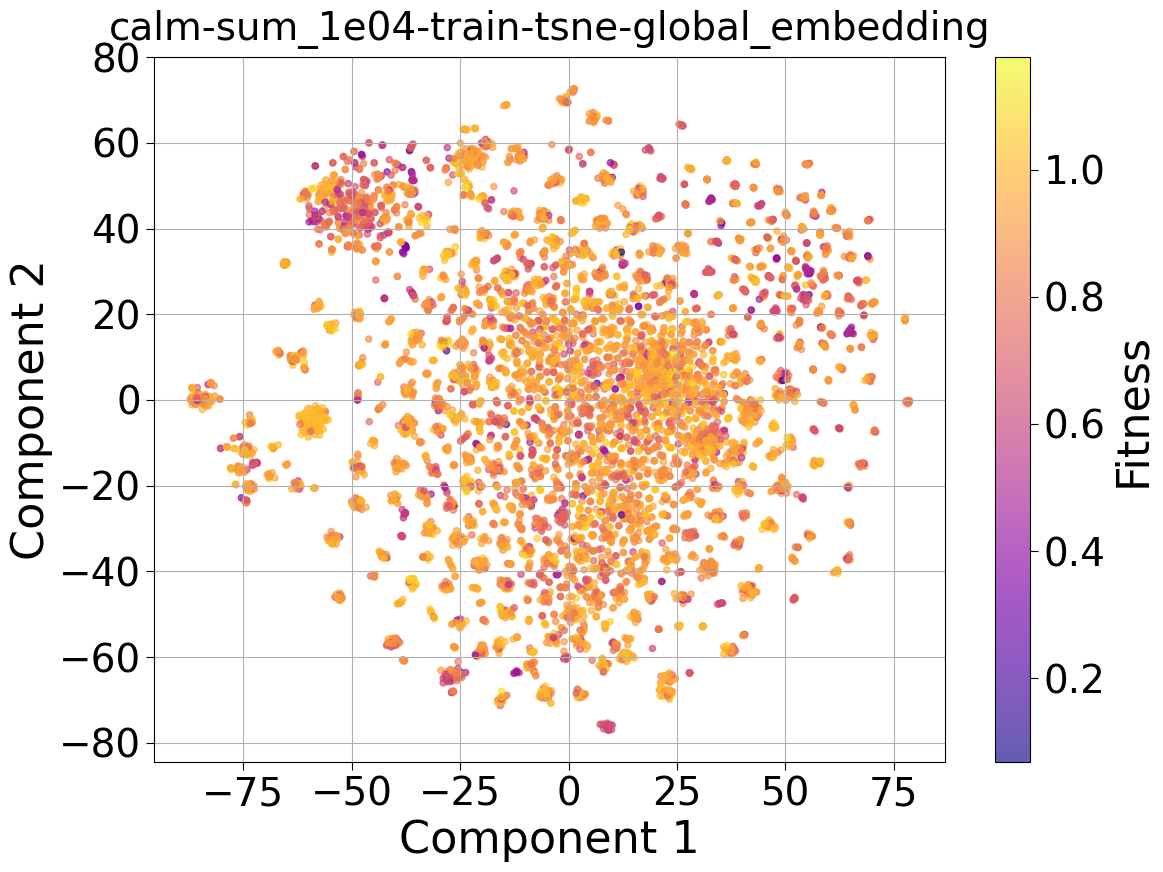 calm-sum_1e04-train-tsne-global_embedding
80
60
40
20
0
−20
−40
−60
−80
Component 2
−75 −50 −25 0 25 50 75
Component 1
1.0
0.8
0.6
0.4
0.2
Fitness